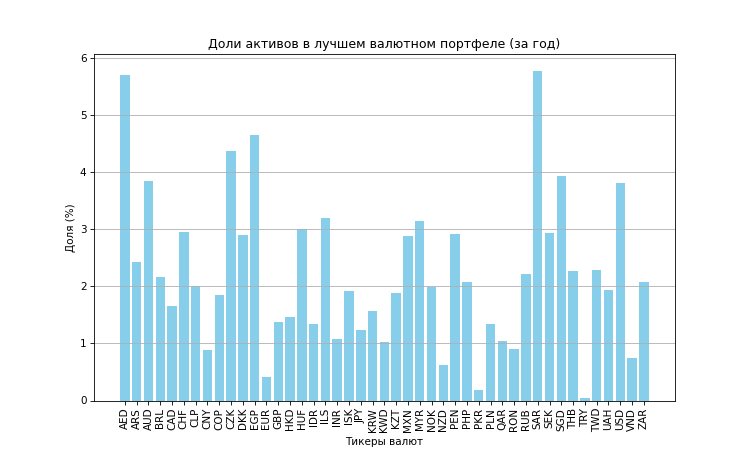 Доли активов в лучшем валютном портфеле (за год)
Доля (%)
6
5
4
3
2
1
0
AED ARS AUD BRL CAD CHF CLP CNY COP CZK DKK EGP EUR GBP HKD HUF IDR ILS INR ISK JPY KRW KWD KZT MXN MYR NOK NZD PEN PHP PKR PLN QAR RON RUB SAR SEK SGD THB TRY TWD UAH USD VND ZAR
Тикеры валют